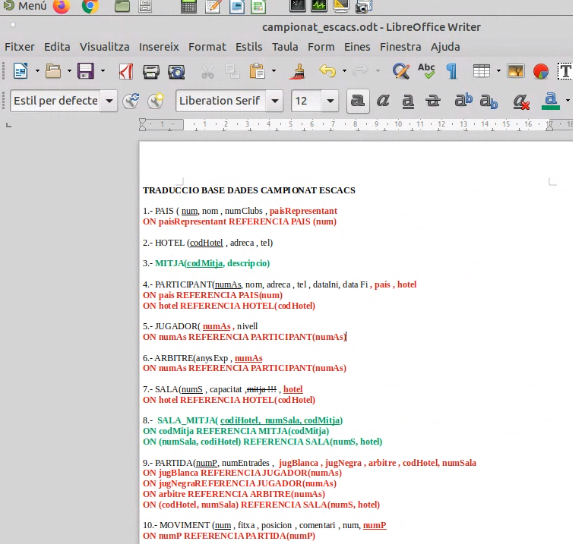 Menú
campionat_escacs.odt - LibreOffice Writer
Fitxer Edita Visualitza Insereix Format Estils Taula Form Eines Finestra Ajuda
Estil per defecte Liberation Serif 12
TRADUCCIO BASE DADES CAMPIONAT ESCACS
1.- PAIS ( num, nom , numClubs , paisRepresentant
ON paisRepresentant REFERENCIA PAIS (num)
2.- HOTEL (codHotel , adreca , tel)
3.- MITJA(codMitja, descripcio)
4.- PARTICIPANT(numAs, nom, adreca , tel , dataIni, data Fi , pais , hotel
ON pais REFERENCIA PAIS(num)
ON hotel REFERENCIA HOTEL(codHotel)
5.- JUGADOR( numAs , nivell
ON numAs REFERENCIA PARTICIPANT(numAs)
6.- ARBITRE(anysExp , numAs
ON numAs REFERENCIA PARTICIPANT(numAs)
7.- SALA(numS , capacitat ,mitja !!! , hotel
ON hotel REFERENCIA HOTEL(codHotel)
8.- SALA_MITJA( codiHotel, numSala, codMitja)
ON codMitja REFERENCIA MITJA(codMitja)
ON (numSala, codiHotel) REFERENCIA SALA(numS, hotel)
9.- PARTIDA(numP, numEntrades , jugBlanca , jugNegra , arbitre , codHotel, numSala
ON jugBlanca REFERENCIA JUGADOR(numAs)
ON jugNegraREFERENCIA JUGADOR(numAs)
ON arbitre REFERENCIA ARBITRE(numAs)
ON (codHotel, numSala) REFERENCIA SALA(numS, hotel)
10.- MOVIMENT (num , fitxa , posicion , comentari , num, numP
ON numP REFERENCIA PARTIDA(numP)